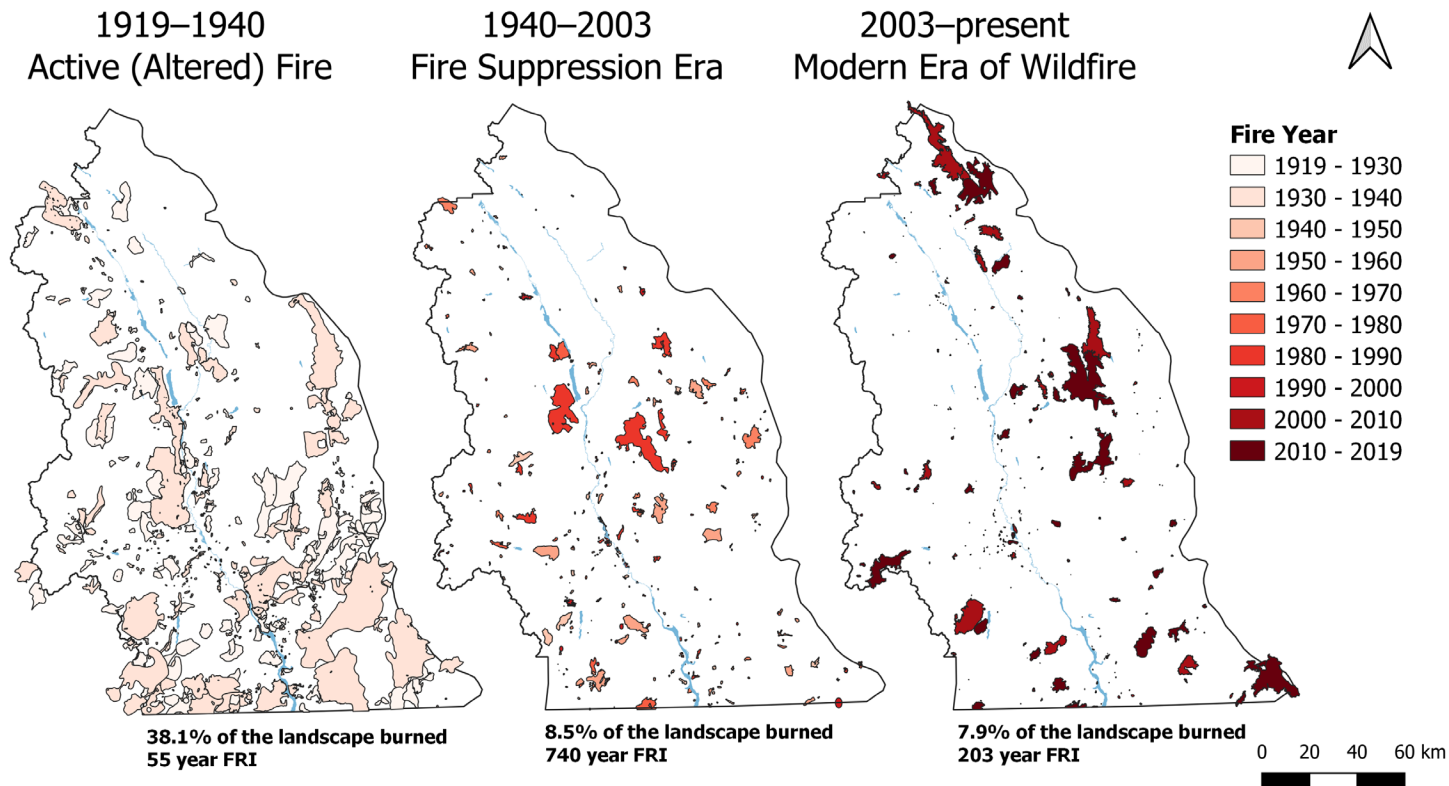 1919–1940
Active (Altered) Fire
1940–2003
Fire Suppression Era
2003–present
Modern Era of Wildfire
Fire Year
1919 - 1930
1930 - 1940
1940 - 1950
1950 - 1960
1960 - 1970
1970 - 1980
1980 - 1990
1990 - 2000
2000 - 2010
2010 - 2019
38.1% of the landscape burned
55 year FRI
8.5% of the landscape burned
740 year FRI
7.9% of the landscape burned
203 year FRI
0 20 40 60 km